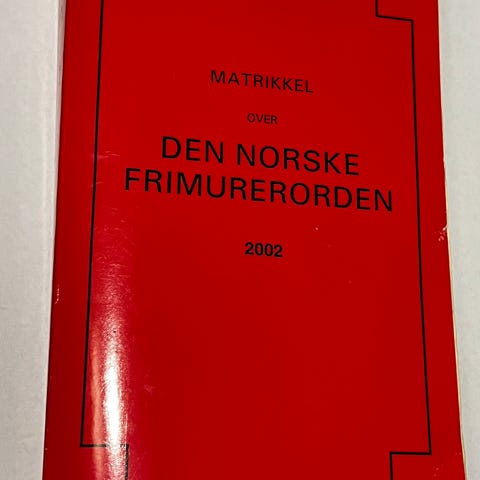 MATRIKKEL
OVER
DEN NORSKE
FRIMURERORDEN
2002